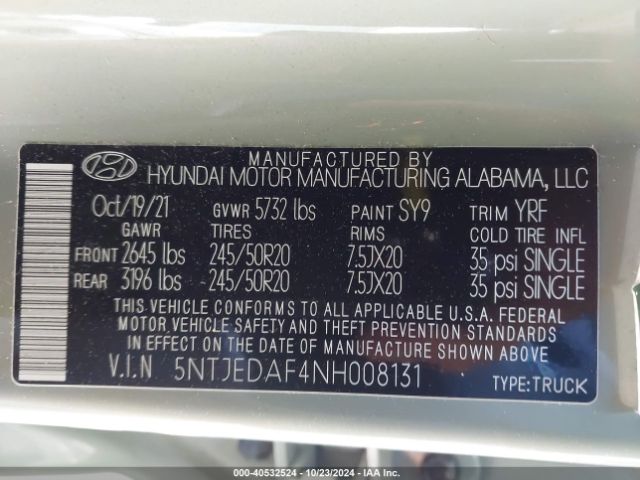 MANUFACTURED BY
HYUNDAI MOTOR MANUFACTURING ALABAMA, LLC
Oct/19/21 GVWR 5732 lbs PAINT SY9 TRIM YRF
GAWR TIRES RIMS COLD TIRE INFL
FRONT 2645 lbs 245/50R20 7.5JX20 35 psi SINGLE
REAR 3196 lbs 245/50R20 7.5JX20 35 psi SINGLE
THIS VEHICLE CONFORMS TO ALL APPLICABLE U.S.A. FEDERAL
MOTOR VEHICLE SAFETY AND THEFT PREVENTION STANDARDS
IN EFFECT ON THE DATE OF MANUFACTURE SHOWN ABOVE.
V.I.N 5NTJEDAF4NH008131
TYPE:TRUCK
000-40532524 • 10/23/2024 • IAA Inc.